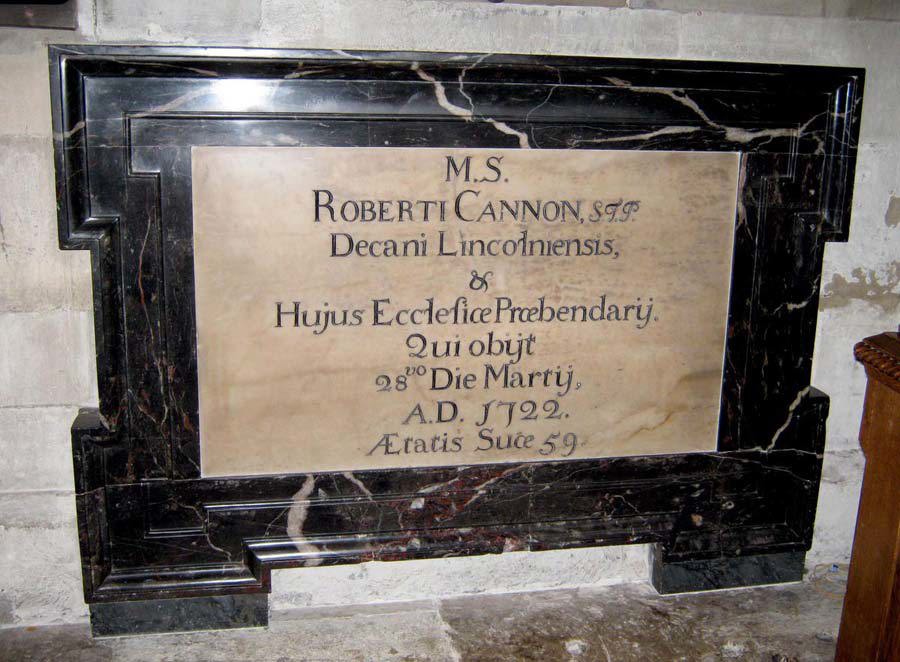 M.S.
ROBERTI CANNON, S.T.P.
Decani Lincolniensis,
&
Hujus Eccleſiæ Præbendarij.
Qui obijt
28ᵛᵒ Die Martij,
A.D. 1722.
Ætatis Suæ 59.